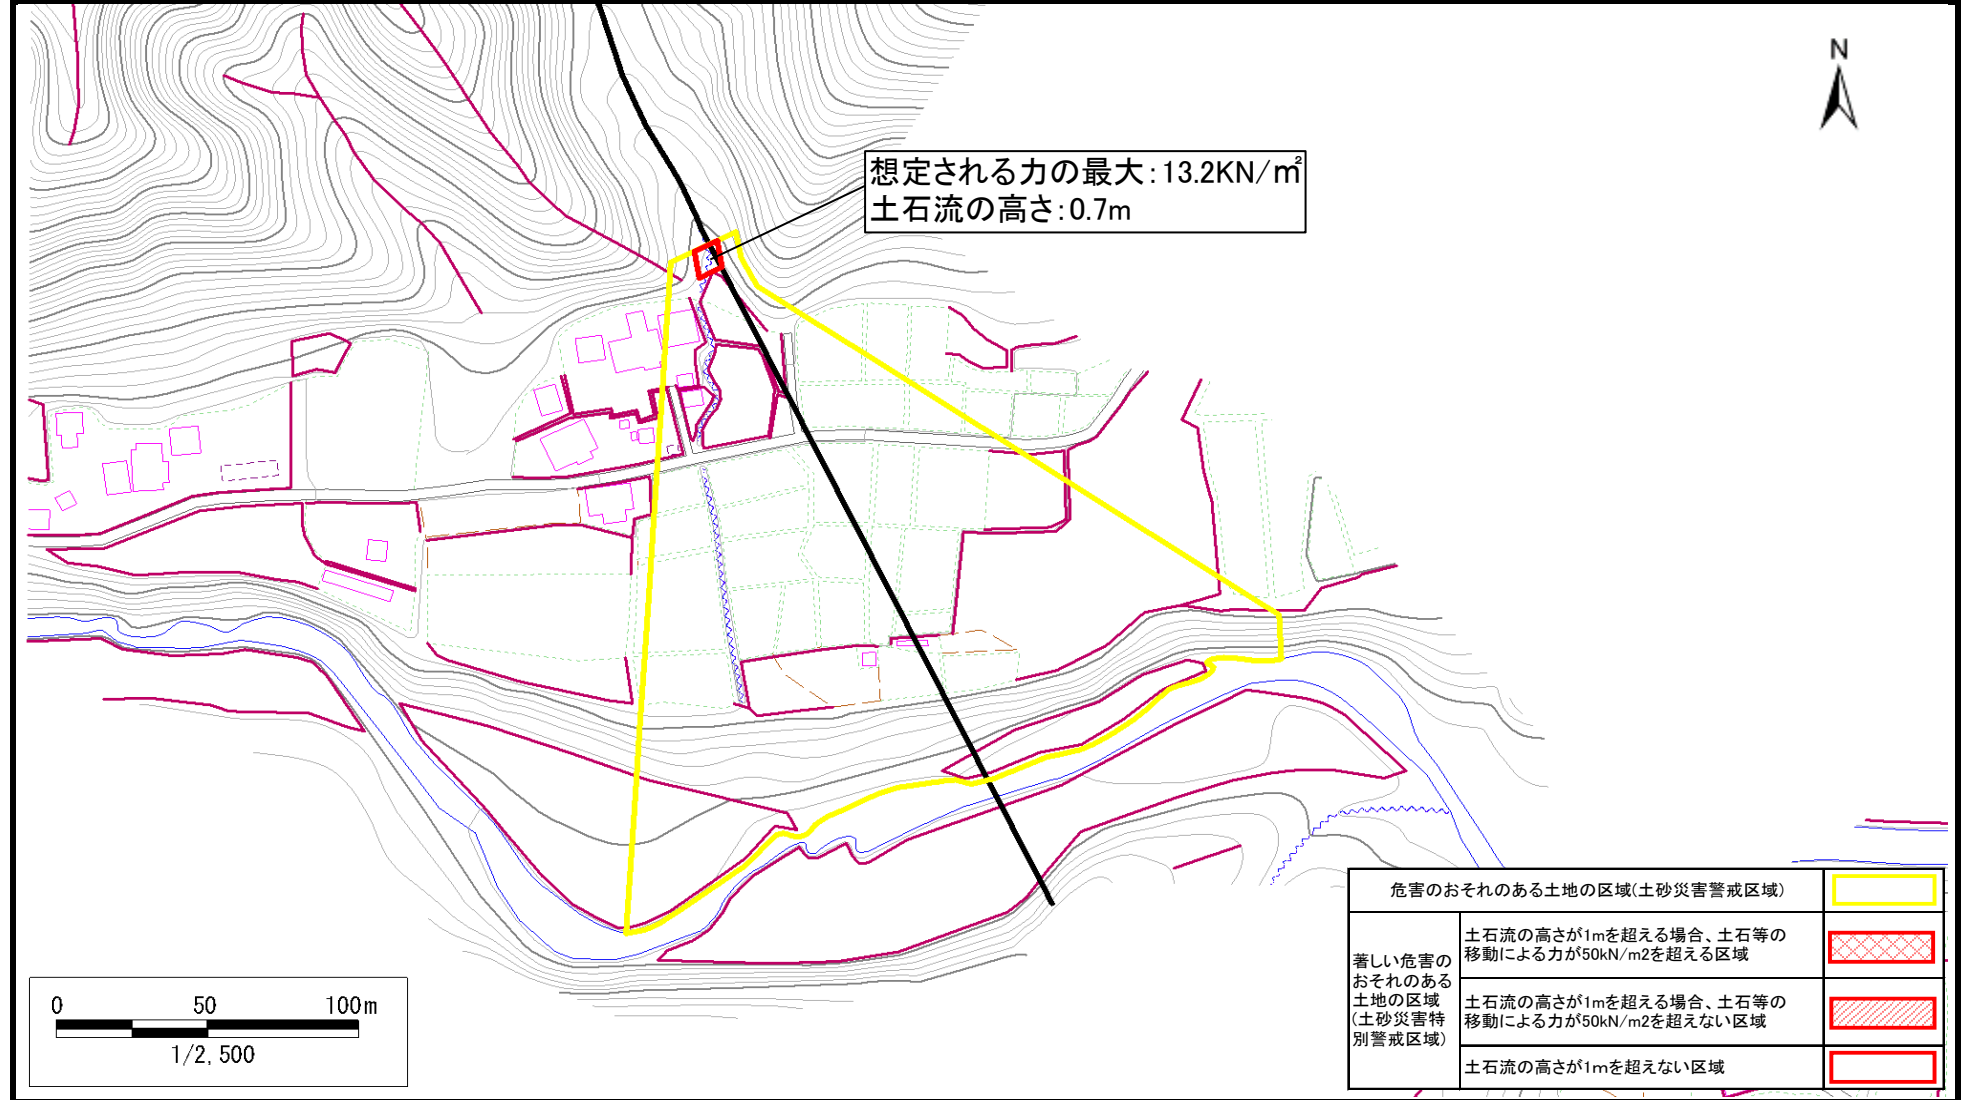 N
想定される力の最大:13.2KN/㎡
土石流の高さ:0.7m
危害のおそれのある土地の区域(土砂災害警戒区域)
著しい危害の
おそれのある
土地の区域
(土砂災害特
別警戒区域)
土石流の高さが1mを超える場合、土石等の
移動による力が50kN/m2を超える区域
土石流の高さが1mを超える場合、土石等の
移動による力が50kN/m2を超えない区域
土石流の高さが1mを超えない区域
0 50 100m
1/2,500